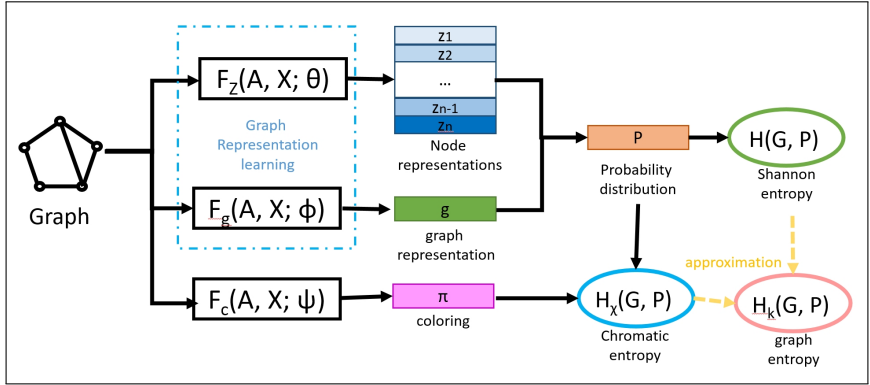 Graph
F_Z(A, X; θ)
Graph
Representation
learning
F_g(A, X; ϕ)
F_c(A, X; ψ)
z1
z2
...
zn-1
zn
Node
representations
g
graph
representation
π
coloring
P
Probability
distribution
H(G, P)
Shannon
entropy
approximation
H_χ(G, P)
Chromatic
entropy
H_k(G, P)
graph
entropy